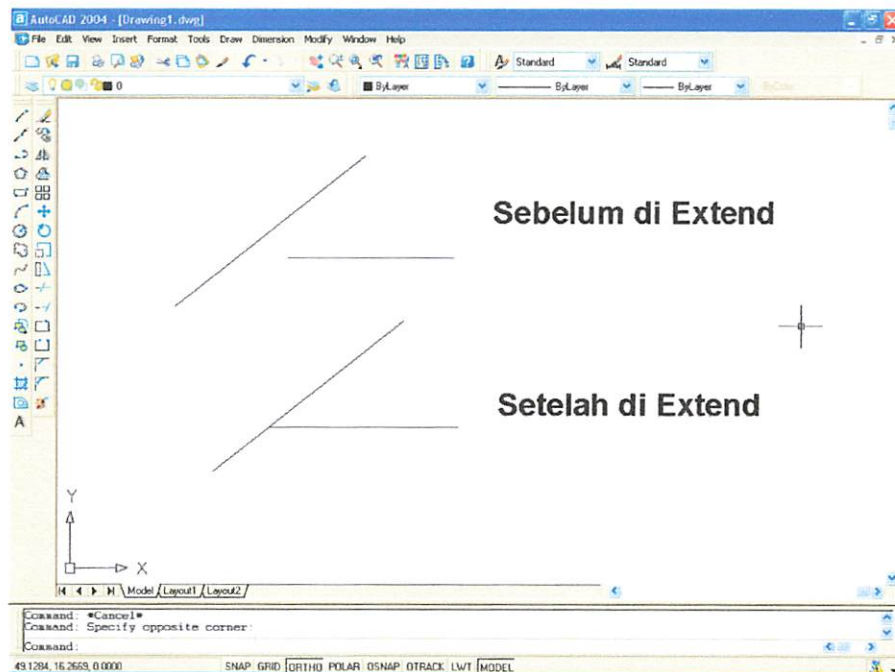 AutoCAD 2004 - [Drawing1.dwg]
File Edit View Insert Format Tools Draw Dimension Modify Window Help
Standard Standard
0 ByLayer ByLayer ByLayer ByColor
Sebelum di Extend
Setelah di Extend
Y
X
Model Layout1 Layout2
Command: *Cancel*
Command: Specify opposite corner:
Command:
49.1284, 16.2669, 0.0000 SNAP GRID ORTHO POLAR OSNAP OTRACK LWT MODEL